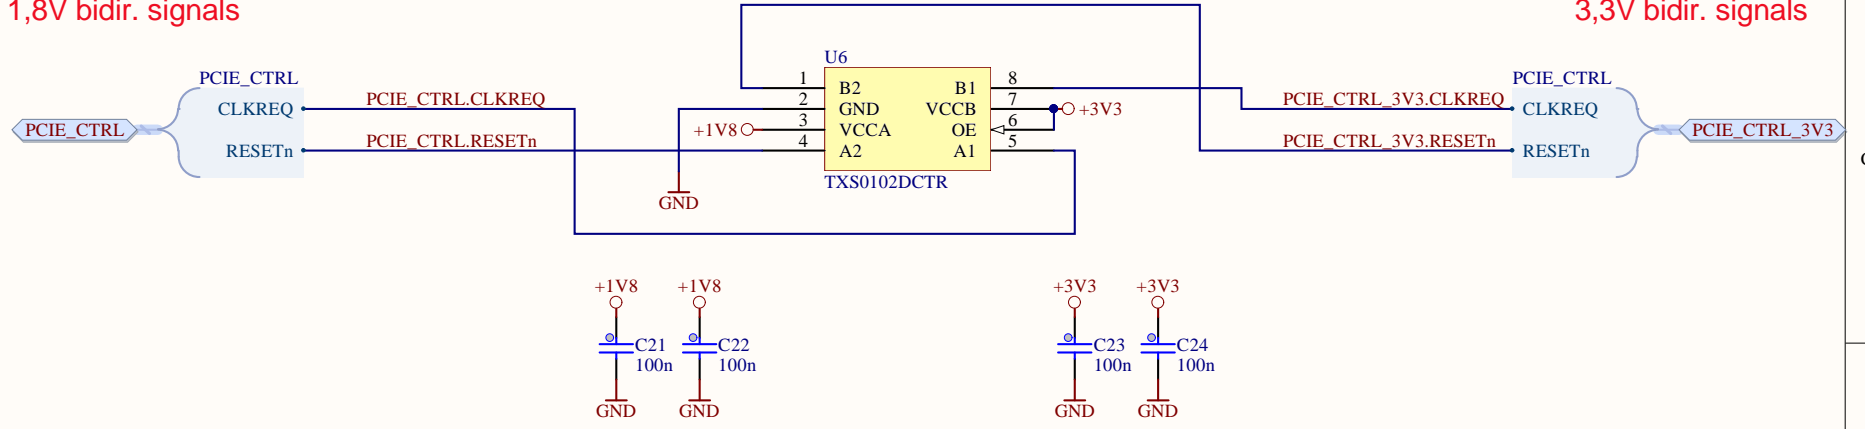 1,8V bidir. signals
3,3V bidir. signals
U6
PCIE_CTRL
PCIE_CTRL
CLKREQ
RESETn
PCIE_CTRL
PCIE_CTRL.CLKREQ
PCIE_CTRL.RESETn
1
2
3
4
B2
GND
VCCA
A2
B1
VCCB
OE
A1
8
7
6
5
+1V8
+3V3
TXS0102DCTR
GND
PCIE_CTRL_3V3.CLKREQ
PCIE_CTRL_3V3.RESETn
CLKREQ
RESETn
PCIE_CTRL_3V3
+1V8
C21
100n
GND
+1V8
C22
100n
GND
+3V3
C23
100n
GND
+3V3
C24
100n
GND